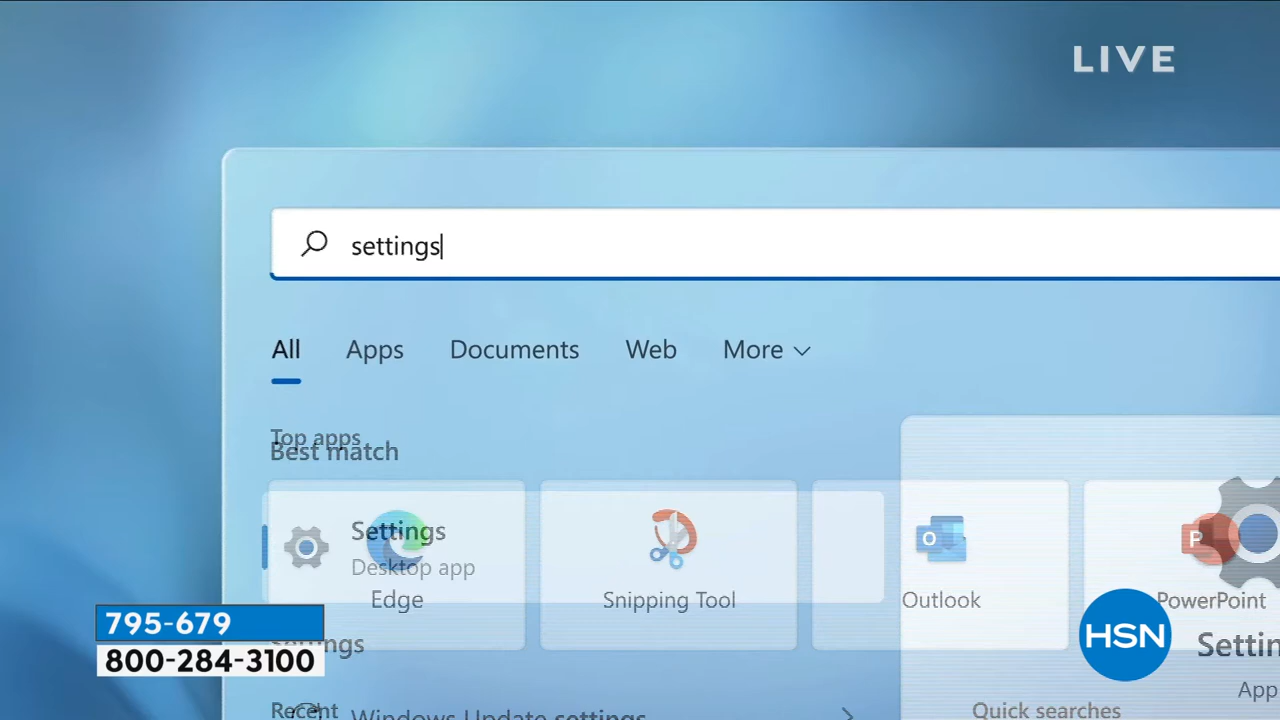 LIVE
settings
All Apps Documents Web More
Top apps
Best match
Settings
Desktop app
Edge
Snipping Tool
Outlook
P
PowerPoint
O
795-679
800-284-3100
HSN
Settings
Settin
App
Recent
Windows Update settings
Quick searches